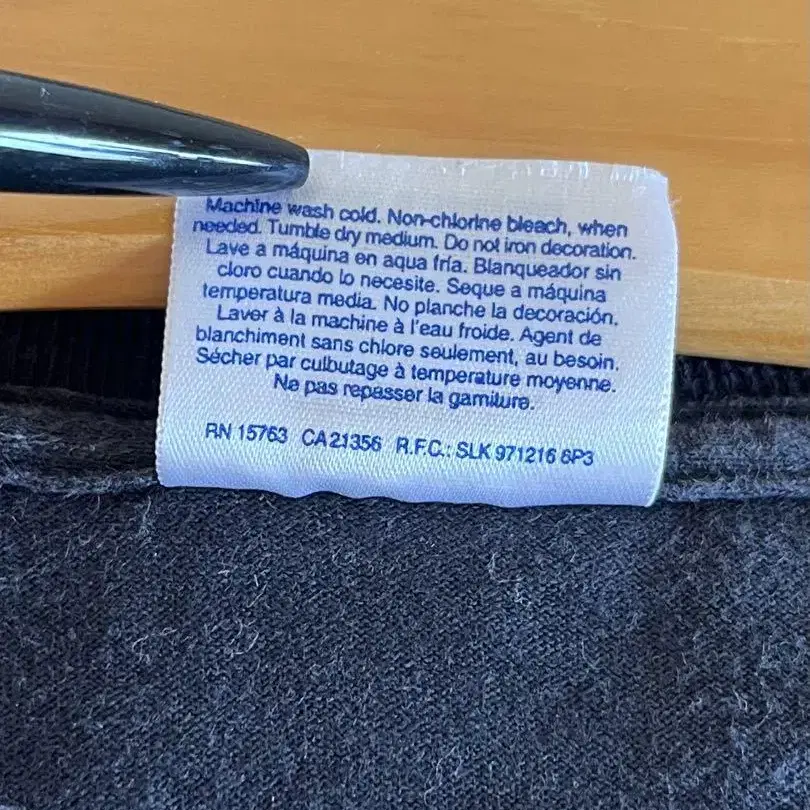 Machine wash cold. Non-chlorine bleach, when
needed. Tumble dry medium. Do not iron decoration.
Lave a máquina en aqua fría. Blanqueador sin
cloro cuando lo necesite. Seque a máquina
temperatura media. No planche la decoración.
Laver à la machine à l'eau froide. Agent de
blanchiment sans chlore seulement, au besoin.
Sécher par culbutage à température moyenne.
Ne pas repasser la garniture.
RN 15763 CA 21356 R.F.C.: SLK 971216 6P3